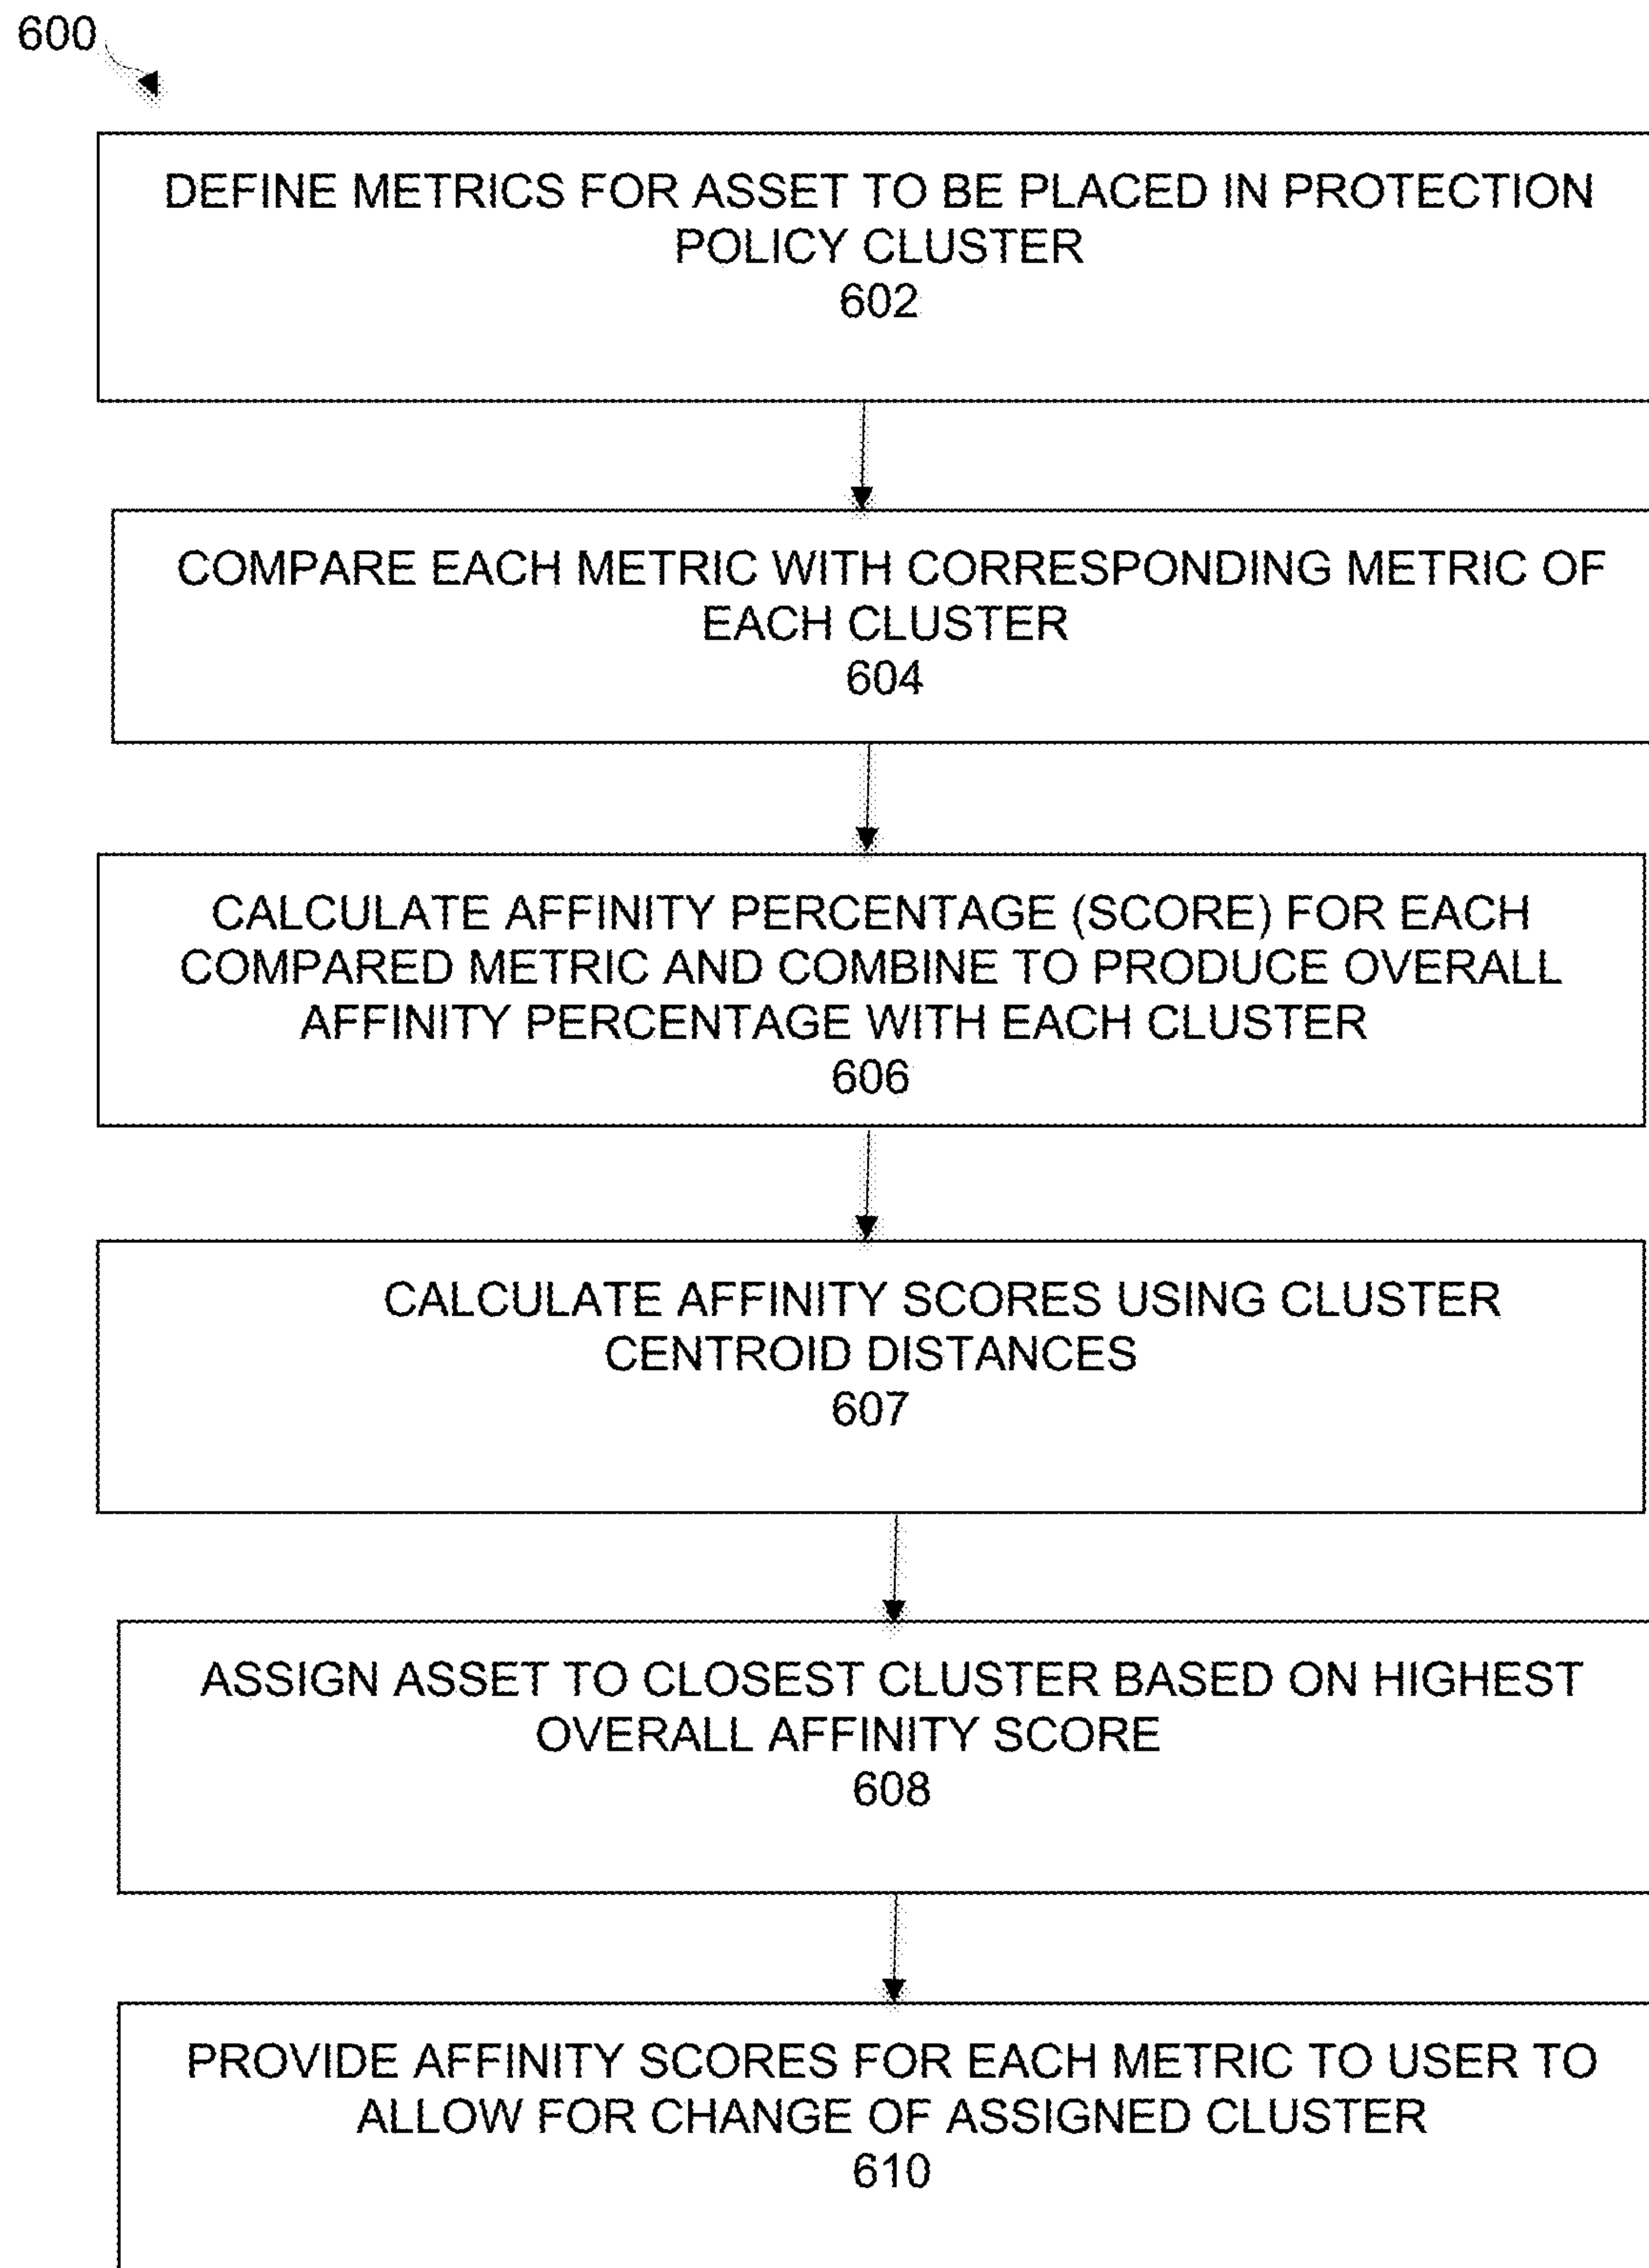 600
DEFINE METRICS FOR ASSET TO BE PLACED IN PROTECTION
POLICY CLUSTER
602
COMPARE EACH METRIC WITH CORRESPONDING METRIC OF
EACH CLUSTER
604
CALCULATE AFFINITY PERCENTAGE (SCORE) FOR EACH
COMPARED METRIC AND COMBINE TO PRODUCE OVERALL
AFFINITY PERCENTAGE WITH EACH CLUSTER
606
CALCULATE AFFINITY SCORES USING CLUSTER
CENTROID DISTANCES
607
ASSIGN ASSET TO CLOSEST CLUSTER BASED ON HIGHEST
OVERALL AFFINITY SCORE
608
PROVIDE AFFINITY SCORES FOR EACH METRIC TO USER TO
ALLOW FOR CHANGE OF ASSIGNED CLUSTER
610